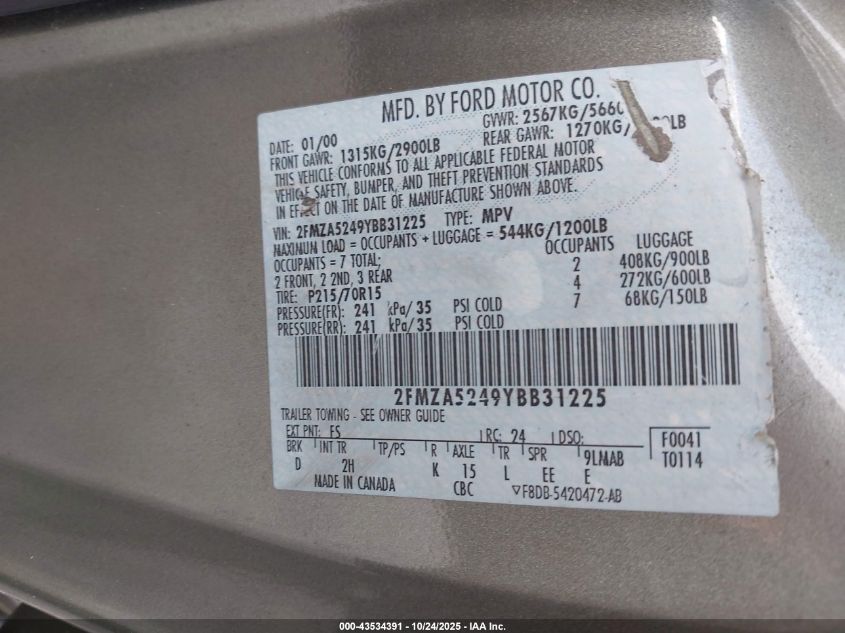 MFD. BY FORD MOTOR CO.
DATE: 01/00 GVWR: 2567KG/
FRONT GAWR: 1315KG/2900LB REAR GAWR: 1270KG/ LB
THIS VEHICLE CONFORMS TO ALL APPLICABLE FEDERAL MOTOR
VEHICLE SAFETY, BUMPER, AND THEFT PREVENTION STANDARDS
IN EFFECT ON THE DATE OF MANUFACTURE SHOWN ABOVE.
VIN: 2FMZA5249YBB31225 TYPE: MPV
MAXIMUM LOAD = OCCUPANTS + LUGGAGE = 544KG/1200LB
OCCUPANTS = 7 TOTAL; OCCUPANTS LUGGAGE
2 FRONT, 2 2ND, 3 REAR 2 408KG/900LB
TIRE: P215/70R15 4 272KG/600LB
PRESSURE(FR): 241 kPa/35 PSI COLD 7 68KG/150LB
PRESSURE(RR): 241 kPa/35 PSI COLD
2FMZA5249YBB31225
TRAILER TOWING - SEE OWNER GUIDE
EXT PNT: FS RC: 24 DSO: F0041
BRK INT TR TP/PS R AXLE TR SPR 9LMAB T0114
D 2H K 15 L EE E
MADE IN CANADA CBC ▽F8DB-5420472-AB
000-43534391 - 10/24/2025 - IAA Inc.